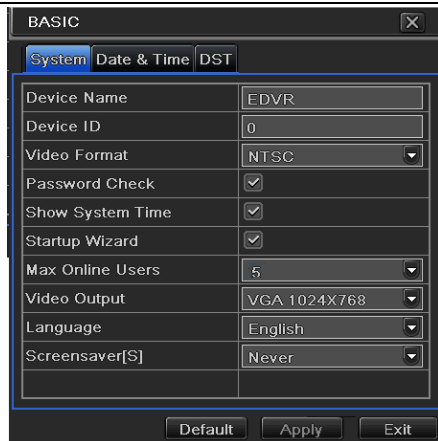 BASIC
System Date & Time DST
Device Name EDVR
Device ID 0
Video Format NTSC
Password Check
Show System Time
Startup Wizard
Max Online Users 5
Video Output VGA 1024X768
Language English
Screensaver[S] Never
Default Apply Exit